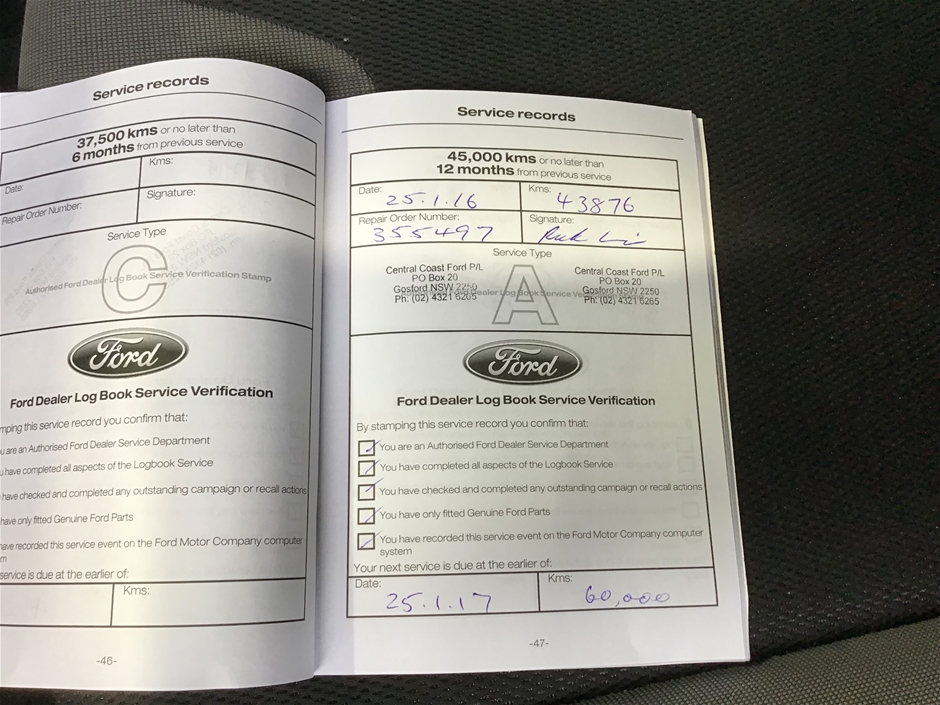 Service records
37,500 kms or no later than
6 months from previous service
Date:
Kms:
Repair Order Number:
Signature:
Service Type
C
Authorised Ford Dealer Log Book Service Verification Stamp
Ford
Ford Dealer Log Book Service Verification
mping this service record you confirm that:
u are an Authorised Ford Dealer Service Department
u have completed all aspects of the Logbook Service
have checked and completed any outstanding campaign or recall actions
have only fitted Genuine Ford Parts
have recorded this service event on the Ford Motor Company computer
m
service is due at the earlier of:
Kms:
-46-
Service records
45,000 kms or no later than
12 months from previous service
Date:
25.1.16
Kms:
43876
Repair Order Number:
355497
Signature:
Service Type
A
Central Coast Ford P/L
PO Box 20
Gosford NSW 2250
Ph: (02) 4321 6265
Central Coast Ford P/L
PO Box 20
Gosford NSW 2250
Ph: (02) 4321 6265
Dealer Log Book Service Ve
Ford
Ford Dealer Log Book Service Verification
By stamping this service record you confirm that:
You are an Authorised Ford Dealer Service Department
You have completed all aspects of the Logbook Service
You have checked and completed any outstanding campaign or recall actions
You have only fitted Genuine Ford Parts
You have recorded this service event on the Ford Motor Company computer
system
Your next service is due at the earlier of:
Date:
25.1.17
Kms:
60,000
-47-